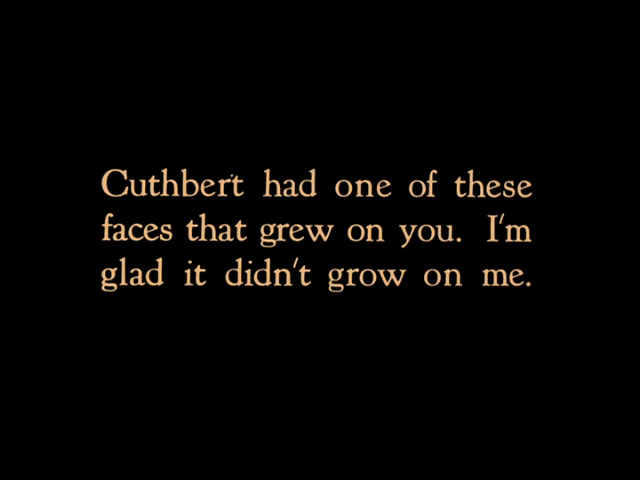 Cuthbert had one of these
faces that grew on you. I'm
glad it didn't grow on me.